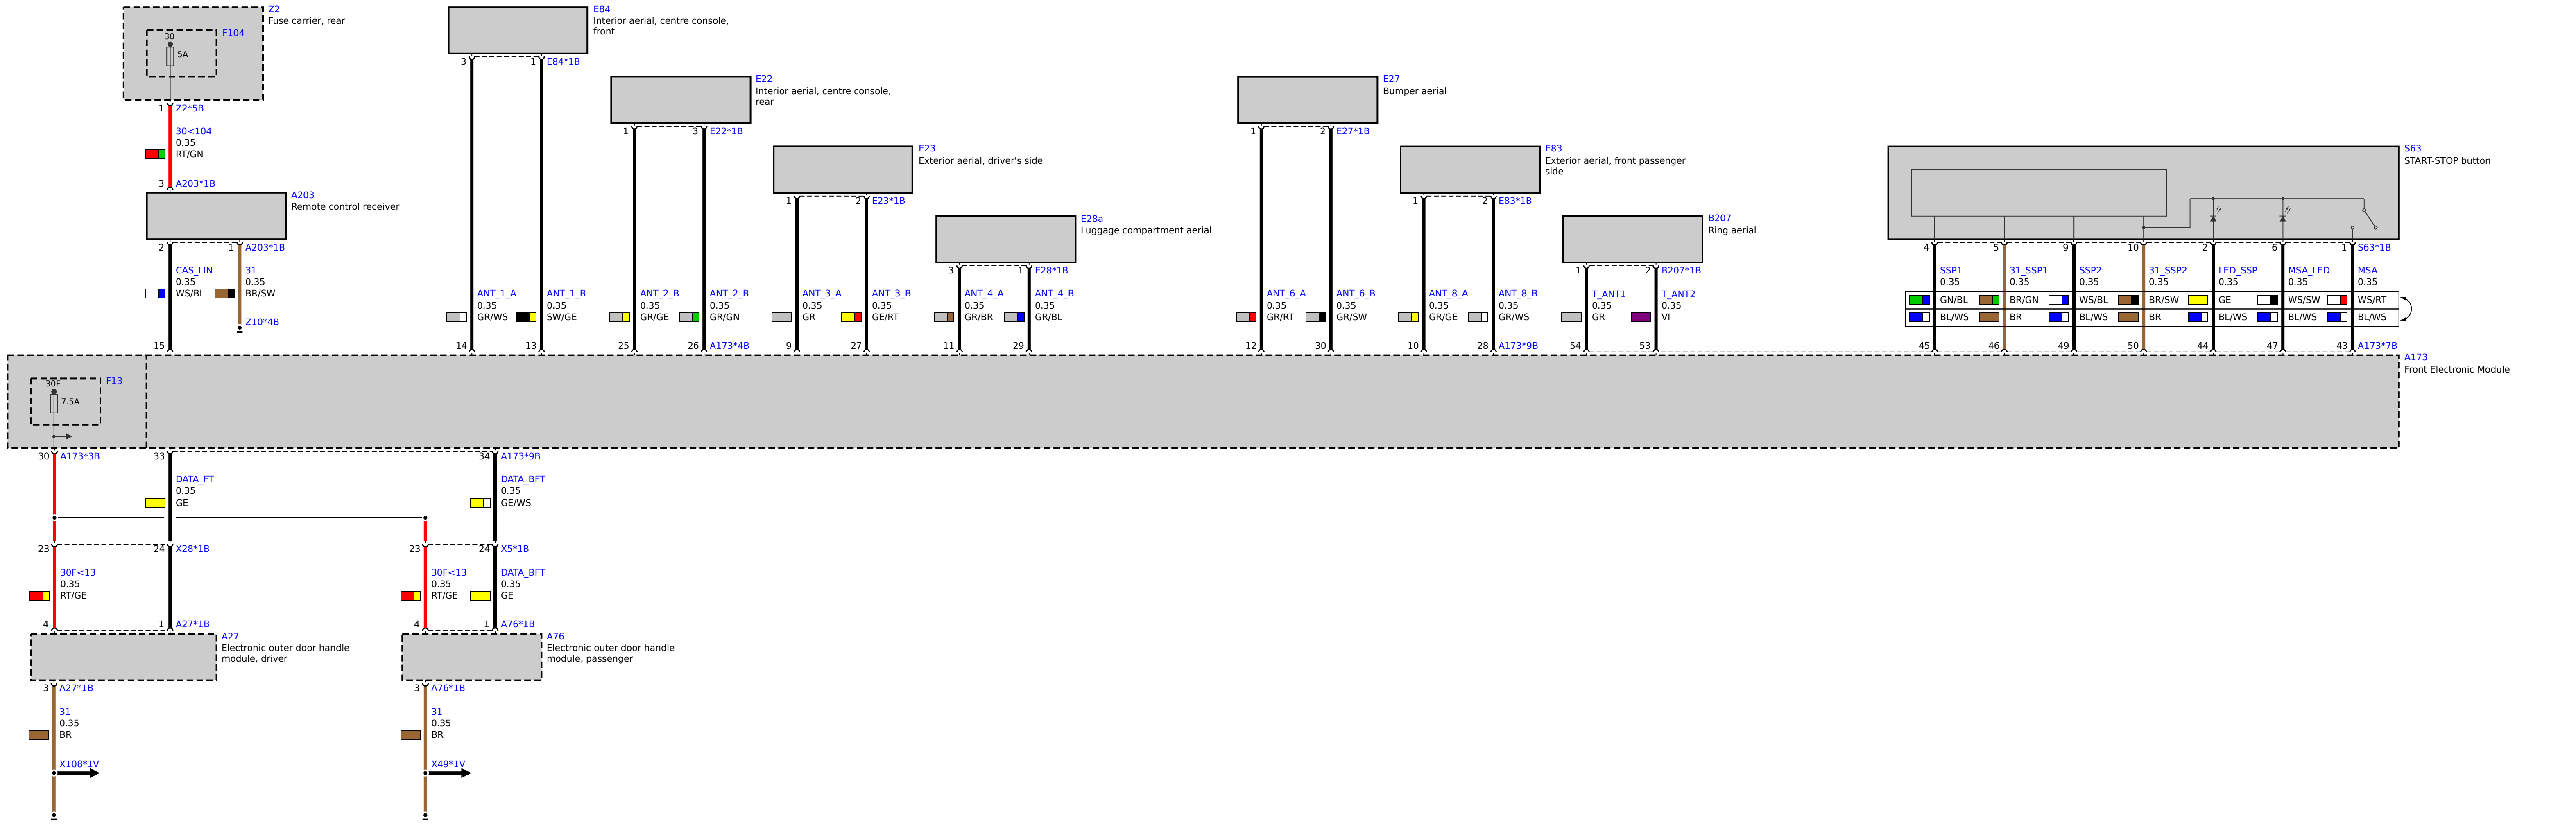 Z2
Fuse carrier, rear
F104
30
5A
1 Z2*5B
30<104
0.35
RT/GN
3 A203*1B
A203
Remote control receiver
2 1 A203*1B
CAS_LIN
0.35
WS/BL
31
0.35
BR/SW
Z10*4B
15
E84
Interior aerial, centre console,
front
3 1 E84*1B
ANT_1_A
0.35
GR/WS
ANT_1_B
0.35
SW/GE
14 13
E22
Interior aerial, centre console,
rear
1 3 E22*1B
ANT_2_B
0.35
GR/GE
ANT_2_B
0.35
GR/GN
25 26 A173*4B
E23
Exterior aerial, driver's side
1 2 E23*1B
ANT_3_A
0.35
GR
ANT_3_B
0.35
GE/RT
9 27
E28a
Luggage compartment aerial
3 1 E28*1B
ANT_4_A
0.35
GR/BR
ANT_4_B
0.35
GR/BL
11 29
E27
Bumper aerial
1 2 E27*1B
ANT_6_A
0.35
GR/RT
ANT_6_B
0.35
GR/SW
12 30
E83
Exterior aerial, front passenger
side
1 2 E83*1B
ANT_8_A
0.35
GR/GE
ANT_8_B
0.35
GR/WS
10 28 A173*9B
B207
Ring aerial
1 2 B207*1B
T_ANT1
0.35
GR
T_ANT2
0.35
VI
54 53
S63
START-STOP button
4 5 9 10 2 6 1 S63*1B
SSP1 31_SSP1 SSP2 31_SSP2 LED_SSP MSA_LED MSA
0.35 0.35 0.35 0.35 0.35 0.35 0.35
GN/BL BR/GN WS/BL BR/SW GE WS/SW WS/RT
BL/WS BR BL/WS BR BL/WS BL/WS BL/WS
45 46 49 50 44 47 43 A173*7B
A173
Front Electronic Module
F13
30F
7.5A
30 A173*3B 33 34 A173*9B
DATA_FT
0.35
GE
DATA_BFT
0.35
GE/WS
23 24 X28*1B
23 24 X5*1B
30F<13
0.35
RT/GE
30F<13
0.35
RT/GE
DATA_BFT
0.35
GE
4 1 A27*1B
4 1 A76*1B
A27
Electronic outer door handle
module, driver
A76
Electronic outer door handle
module, passenger
3 A27*1B
3 A76*1B
31
0.35
BR
31
0.35
BR
X108*1V
X49*1V